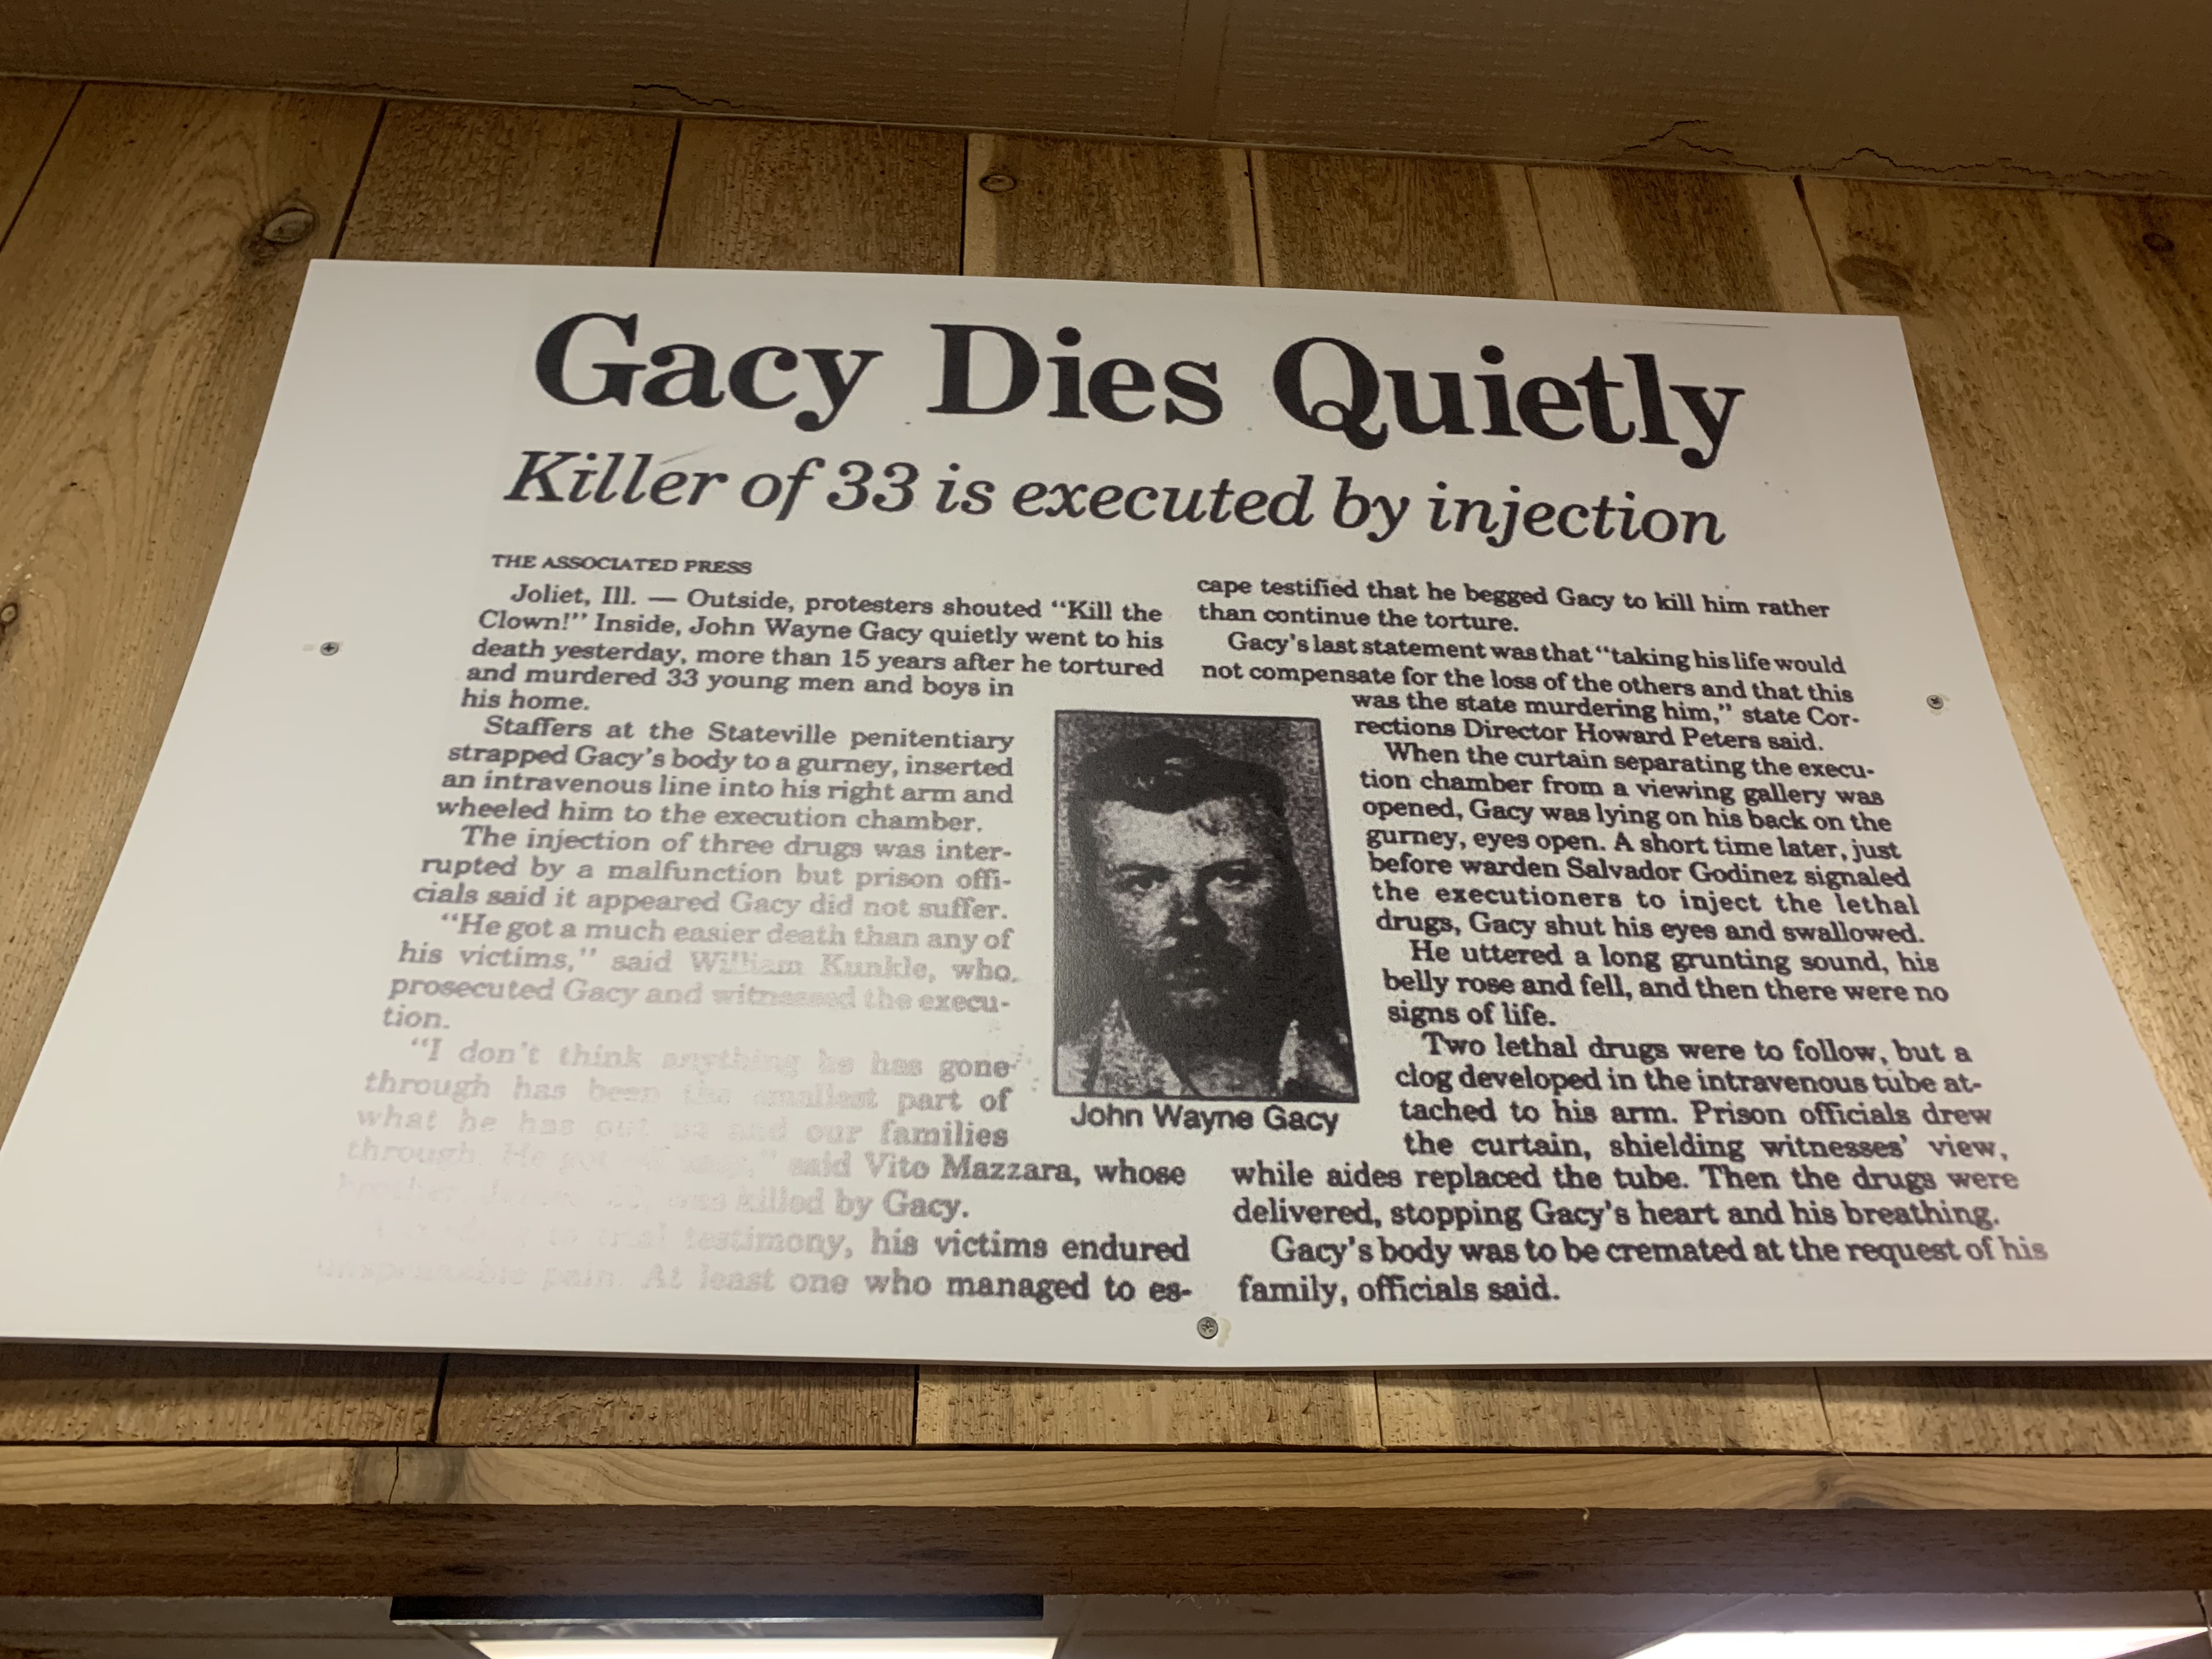 Gacy Dies Quietly
Killer of 33 is executed by injection
THE ASSOCIATED PRESS
Joliet, Ill. — Outside, protesters shouted “Kill the
Clown!” Inside, John Wayne Gacy quietly went to his
death yesterday, more than 15 years after he tortured
and murdered 33 young men and boys in
his home.
Staffers at the Stateville penitentiary
strapped Gacy’s body to a gurney, inserted
an intravenous line into his right arm and
wheeled him to the execution chamber.
The injection of three drugs was inter-
rupted by a malfunction but prison offi-
cials said it appeared Gacy did not suffer.
“He got a much easier death than any of
his victims,” said William Kunkle, who
prosecuted Gacy and witnessed the execu-
tion.
“I don’t think anything he has gone
through has been the smallest part of
what he has put us and our families
through. He got said Vito Mazzara, whose
was killed by Gacy.
testimony, his victims endured
pain. At least one who managed to es-
John Wayne Gacy
cape testified that he begged Gacy to kill him rather
than continue the torture.
Gacy’s last statement was that “taking his life would
not compensate for the loss of the others and that this
was the state murdering him,” state Cor-
rections Director Howard Peters said.
When the curtain separating the execu-
tion chamber from a viewing gallery was
opened, Gacy was lying on his back on the
gurney, eyes open. A short time later, just
before warden Salvador Godinez signaled
the executioners to inject the lethal
drugs, Gacy shut his eyes and swallowed.
He uttered a long grunting sound, his
belly rose and fell, and then there were no
signs of life.
Two lethal drugs were to follow, but a
clog developed in the intravenous tube at-
tached to his arm. Prison officials drew
the curtain, shielding witnesses’ view,
while aides replaced the tube. Then the drugs were
delivered, stopping Gacy’s heart and his breathing.
Gacy’s body was to be cremated at the request of his
family, officials said.